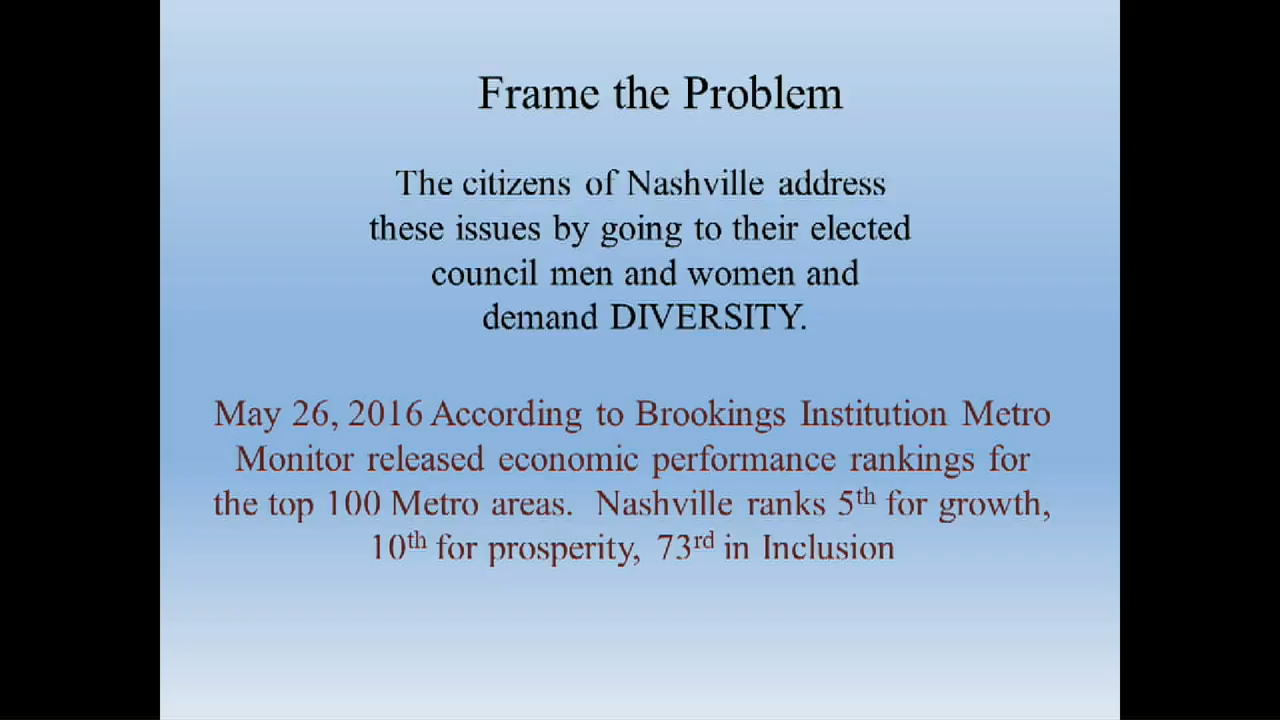 Frame the Problem
The citizens of Nashville address
these issues by going to their elected
council men and women and
demand DIVERSITY.
May 26, 2016 According to Brookings Institution Metro
Monitor released economic performance rankings for
the top 100 Metro areas. Nashville ranks 5th for growth,
10th for prosperity, 73rd in Inclusion